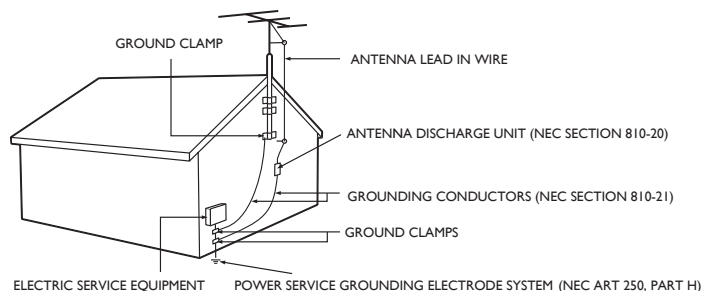 GROUND CLAMP
ANTENNA LEAD IN WIRE
ANTENNA DISCHARGE UNIT (NEC SECTION 810-20)
GROUNDING CONDUCTORS (NEC SECTION 810-21)
GROUND CLAMPS
ELECTRIC SERVICE EQUIPMENT
POWER SERVICE GROUNDING ELECTRODE SYSTEM (NEC ART 250, PART H)